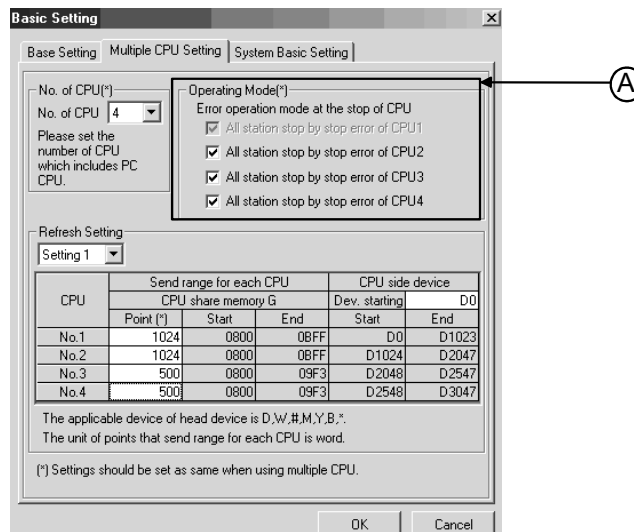 Basic Setting
Base Setting Multiple CPU Setting System Basic Setting
No. of CPU(*)
No. of CPU 4
Please set the
number of CPU
which includes PC
CPU.
Operating Mode(*)
Error operation mode at the stop of CPU
All station stop by stop error of CPU1
All station stop by stop error of CPU2
All station stop by stop error of CPU3
All station stop by stop error of CPU4
A
Refresh Setting
Setting 1
CPU Send range for each CPU CPU side device
CPU share memory G Dev. starting D0
Point (*) Start End Start End
No.1 1024 0800 0BFF D0 D1023
No.2 1024 0800 0BFF D1024 D2047
No.3 500 0800 09F3 D2048 D2547
No.4 500 0800 09F3 D2548 D3047
The applicable device of head device is D,W,#,M,Y,B,*.
The unit of points that send range for each CPU is word.
(*) Settings should be set as same when using multiple CPU.
OK Cancel